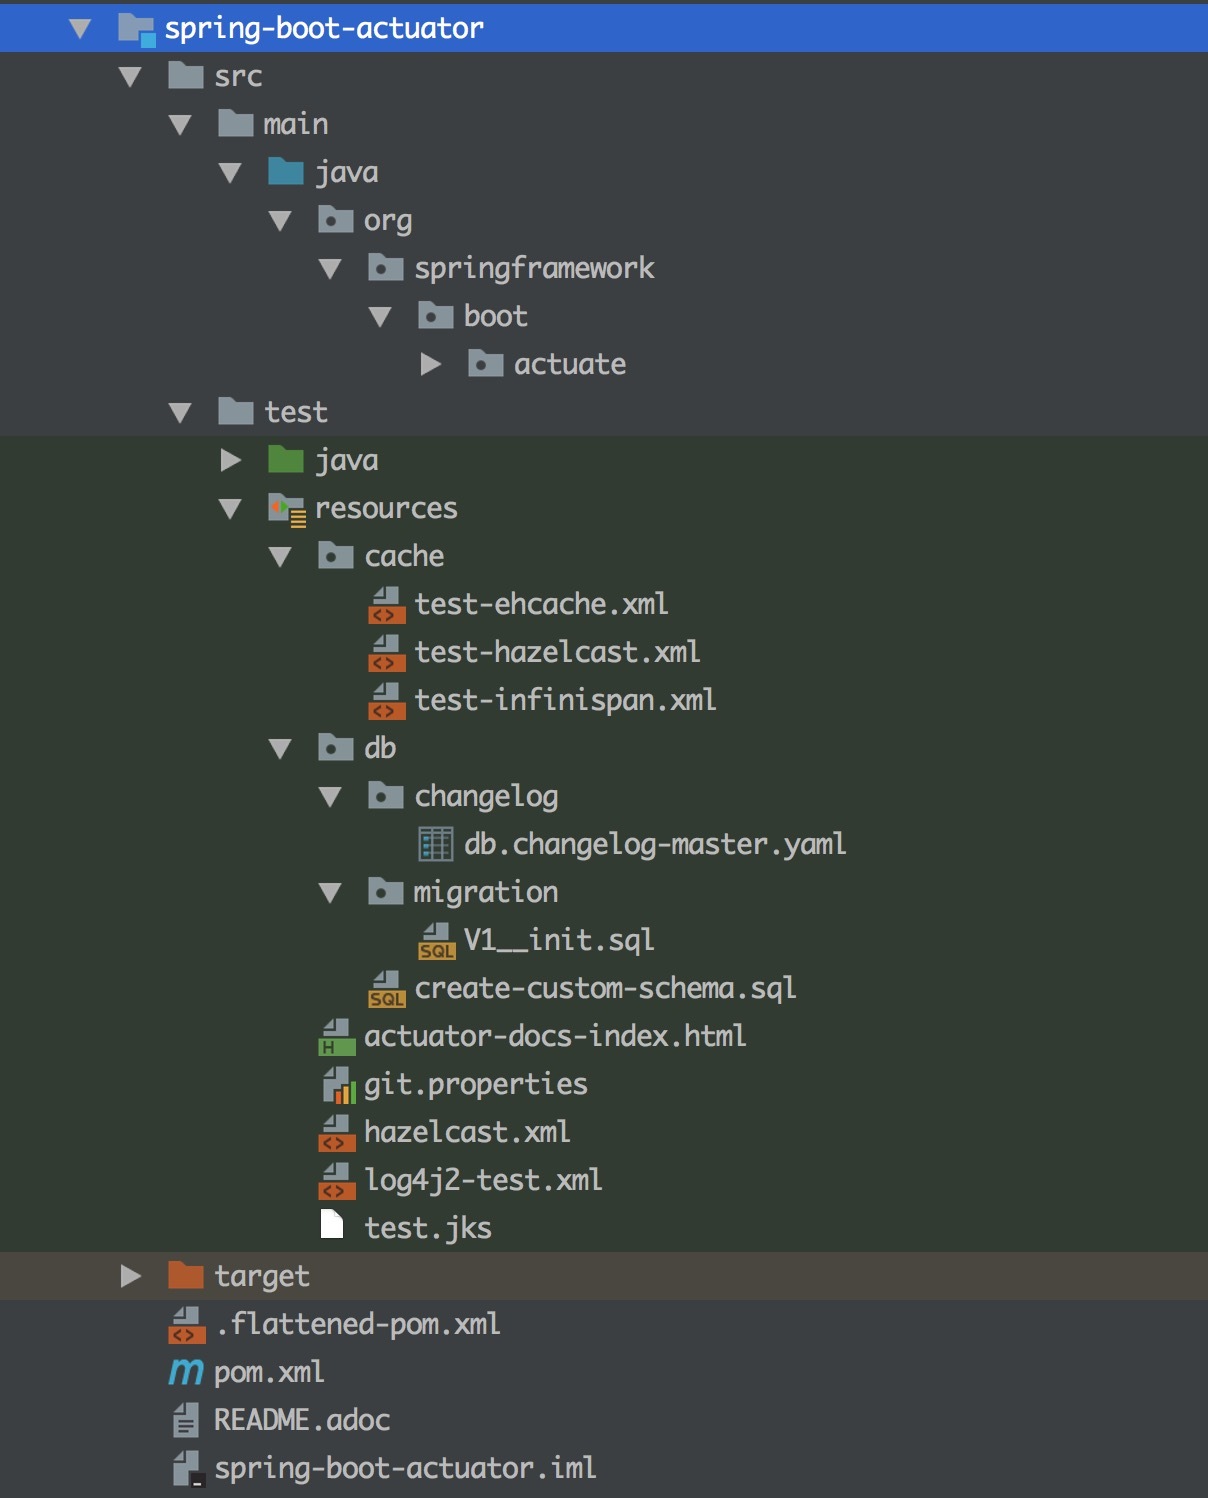 spring-boot-actuator
src
main
java
org
springframework
boot
actuate
test
java
resources
cache
test-ehcache.xml
test-hazelcast.xml
test-infinispan.xml
db
changelog
db.changelog-master.yaml
migration
V1__init.sql
create-custom-schema.sql
actuator-docs-index.html
git.properties
hazelcast.xml
log4j2-test.xml
test.jks
target
.flattened-pom.xml
pom.xml
README.adoc
spring-boot-actuator.iml